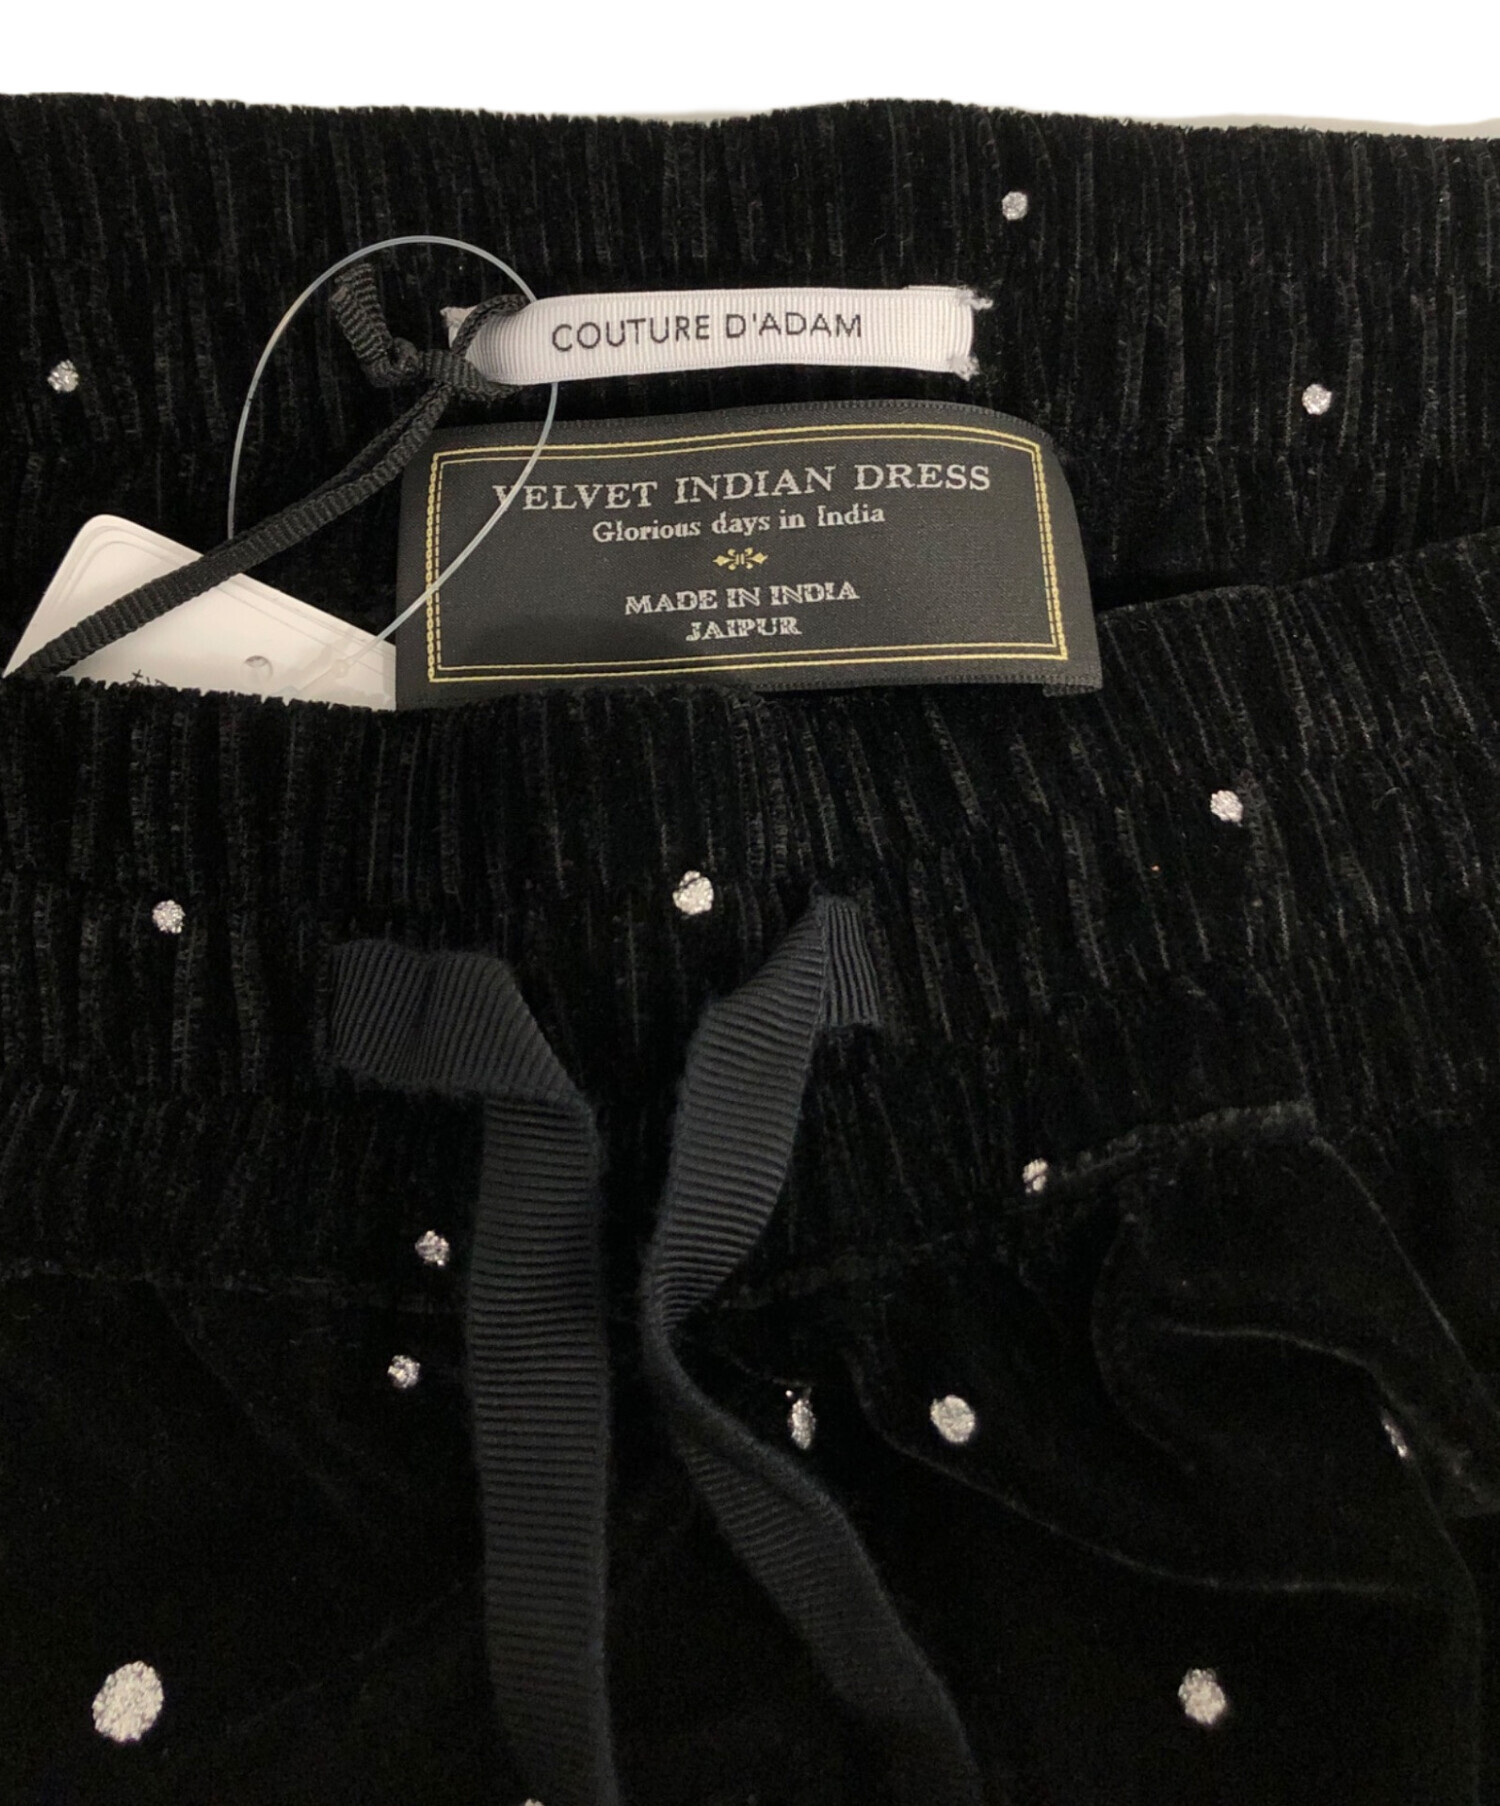 COUTURE D'ADAM
VELVET INDIAN DRESS
Glorious days in India
MADE IN INDIA
JAIPUR